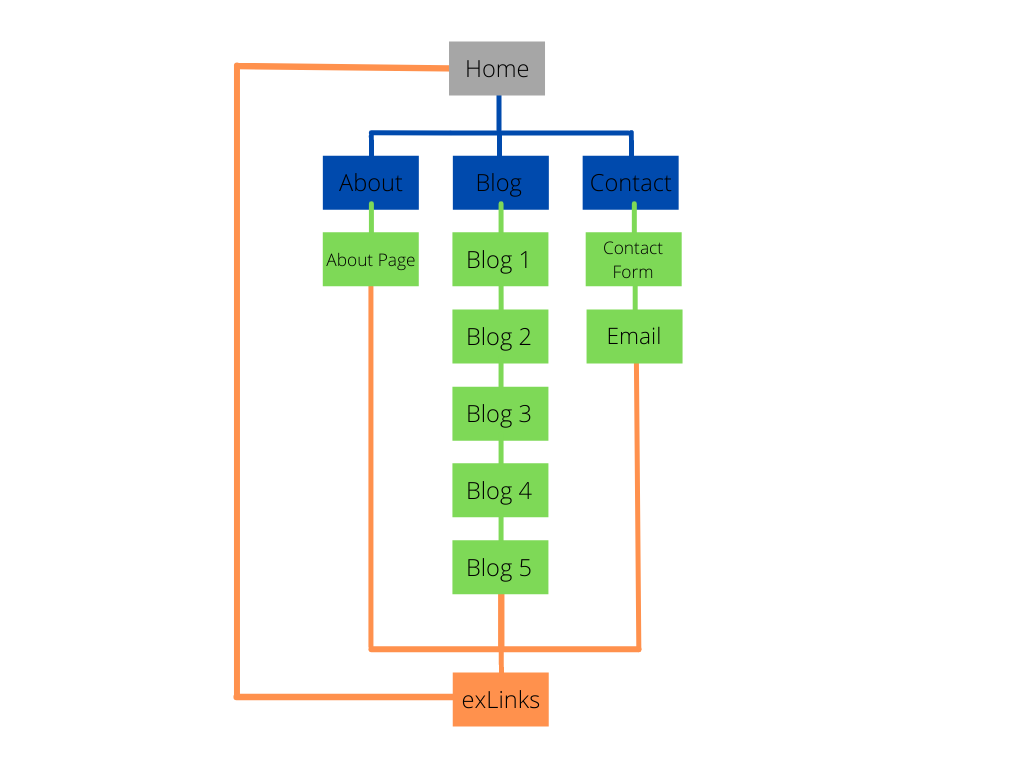 Home
About
Blog
Contact
About Page
Blog 1
Contact
Form
Blog 2
Email
Blog 3
Blog 4
Blog 5
exLinks